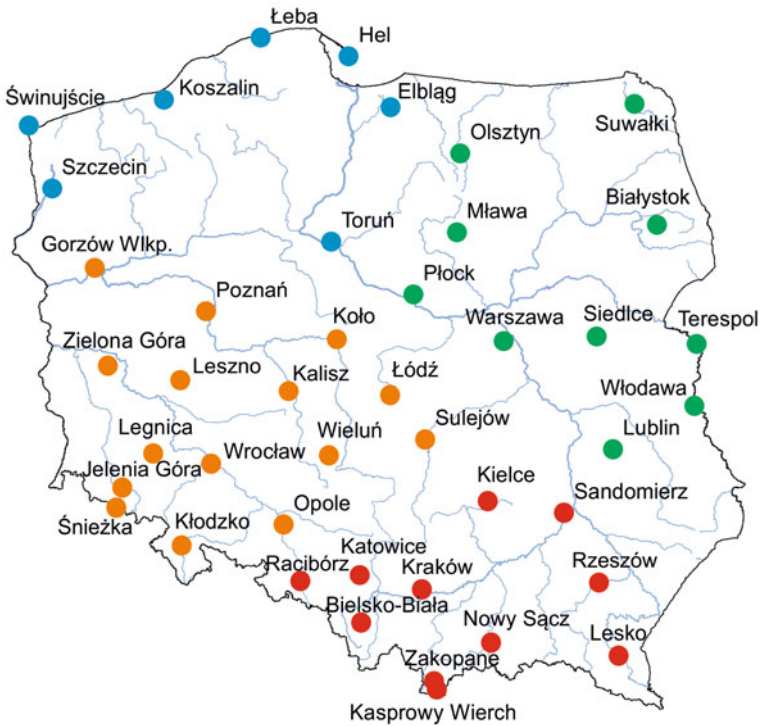 Łeba
Hel
Koszalin
Elbląg
Świnujście
Suwałki
Olsztyn
Szczecin
Białystok
Toruń
Mława
Gorzów Wlkp.
Płock
Poznań
Koło
Warszawa
Siedlce
Terespol
Zielona Góra
Leszno
Kalisz
Łódź
Włodawa
Legnica
Sulejów
Lublin
Wrocław
Wieluń
Jelenia Góra
Kielce
Sandomierz
Śnieżka
Kłodzko
Opole
Katowice
Racibórz
Kraków
Rzeszów
Bielsko-Biała
Nowy Sącz
Lesko
Zakopane
Kasprowy Wierch